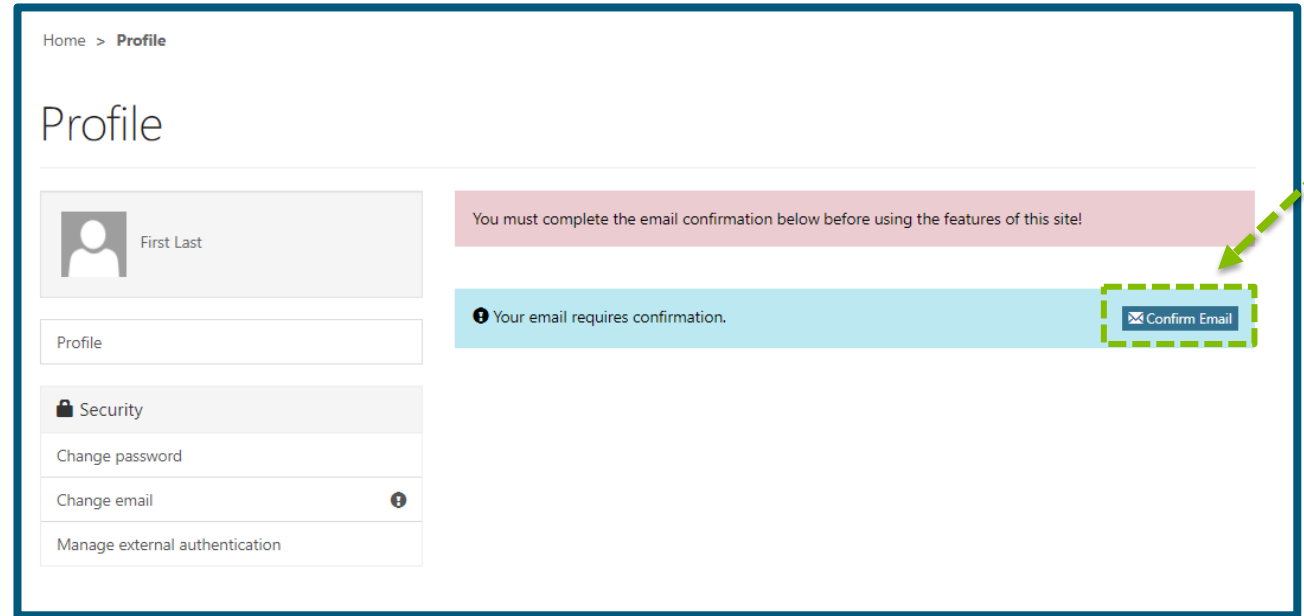 Home > Profile
Profile
First Last
Profile
Security
Change password
Change email
Manage external authentication
You must complete the email confirmation below before using the features of this site!
Your email requires confirmation.
Confirm Email